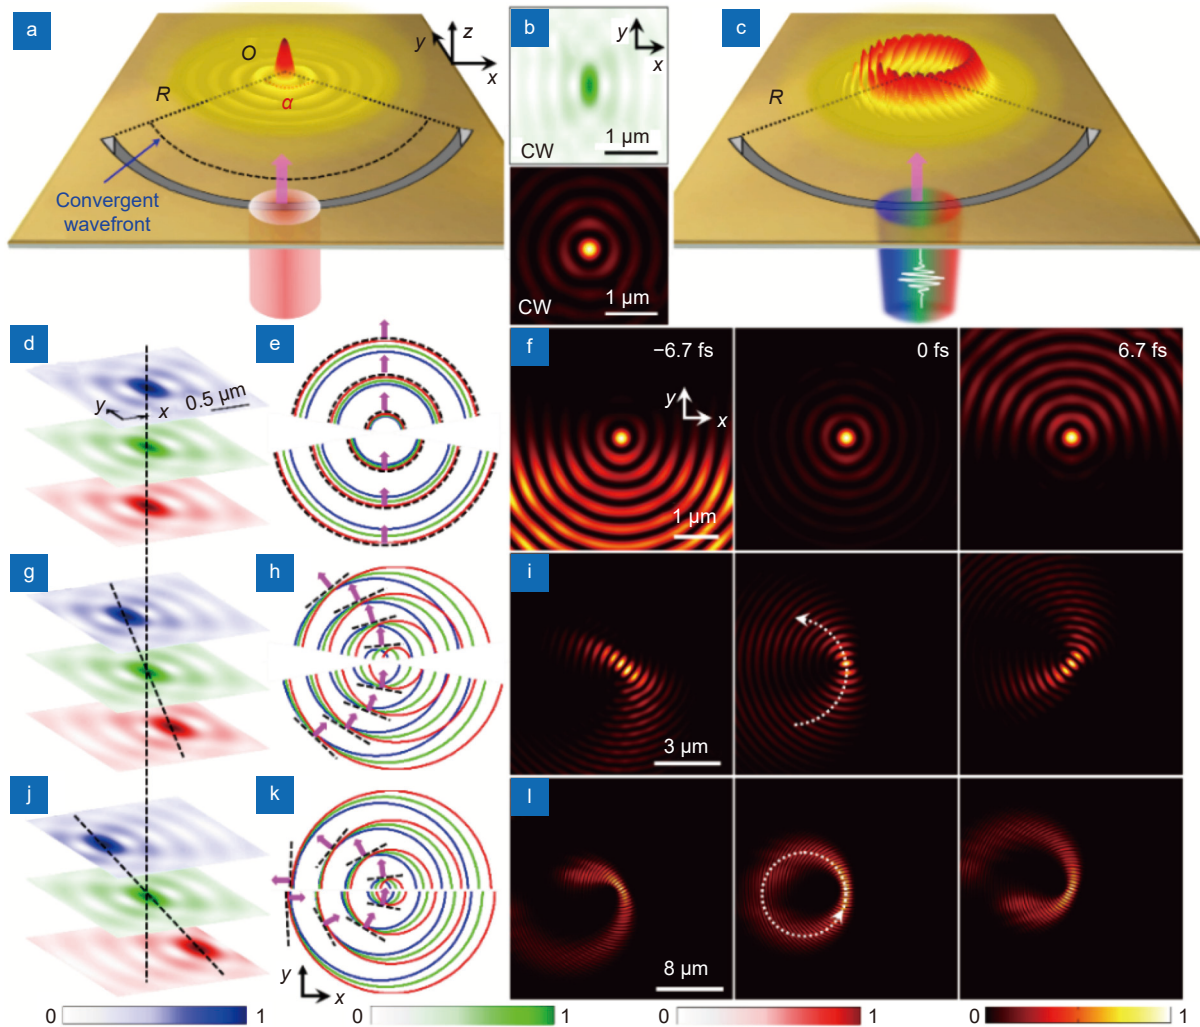 a
O
y
z
x
R
α
Convergent
wavefront
b
y
x
1 µm
CW
1 µm
CW
c
R
d
0.5 µm
y
x
e
f
−6.7 fs
0 fs
6.7 fs
y
x
1 µm
g
h
i
3 µm
j
k
l
y
x
8 µm
0 1
0 1
0 1
0 1